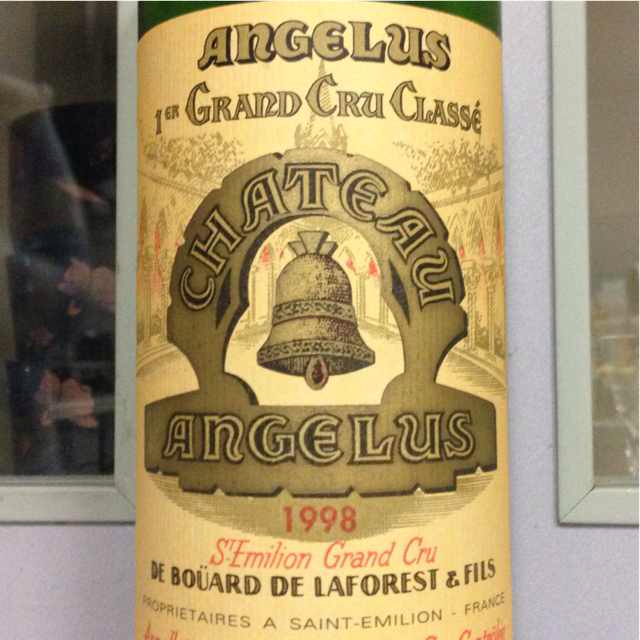 ANGELUS
1ER GRAND CRU CLASSÉ
CHATEAU
ANGELUS
1998
St-Emilion Grand Cru
DE BOÜARD DE LAFOREST & FILS
PROPRIETAIRES A SAINT-EMILION - FRANCE